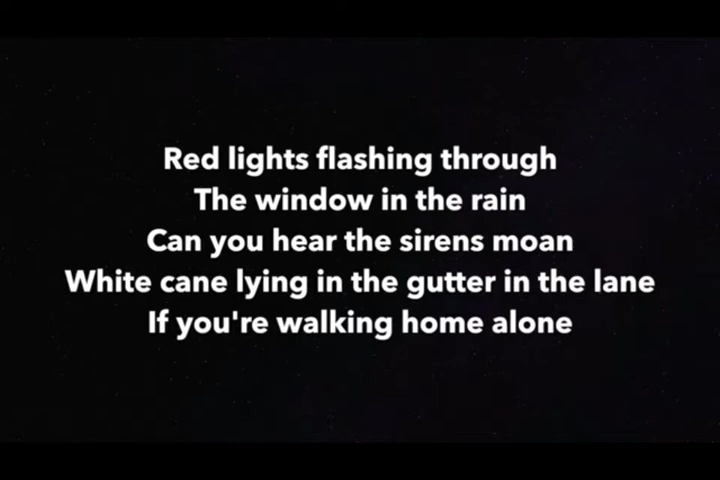 Red lights flashing through
The window in the rain
Can you hear the sirens moan
White cane lying in the gutter in the lane
If you're walking home alone